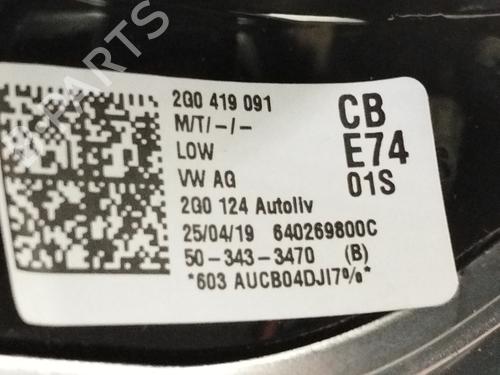 B-PARTS
2G0 419 091
M/T/-/-
LOW
VW AG
2G0 124 Autoliv
25/04/19 640269800C
50-343-3470 (B)
*603 AUCB04DJI7%*
CB
E74
01S